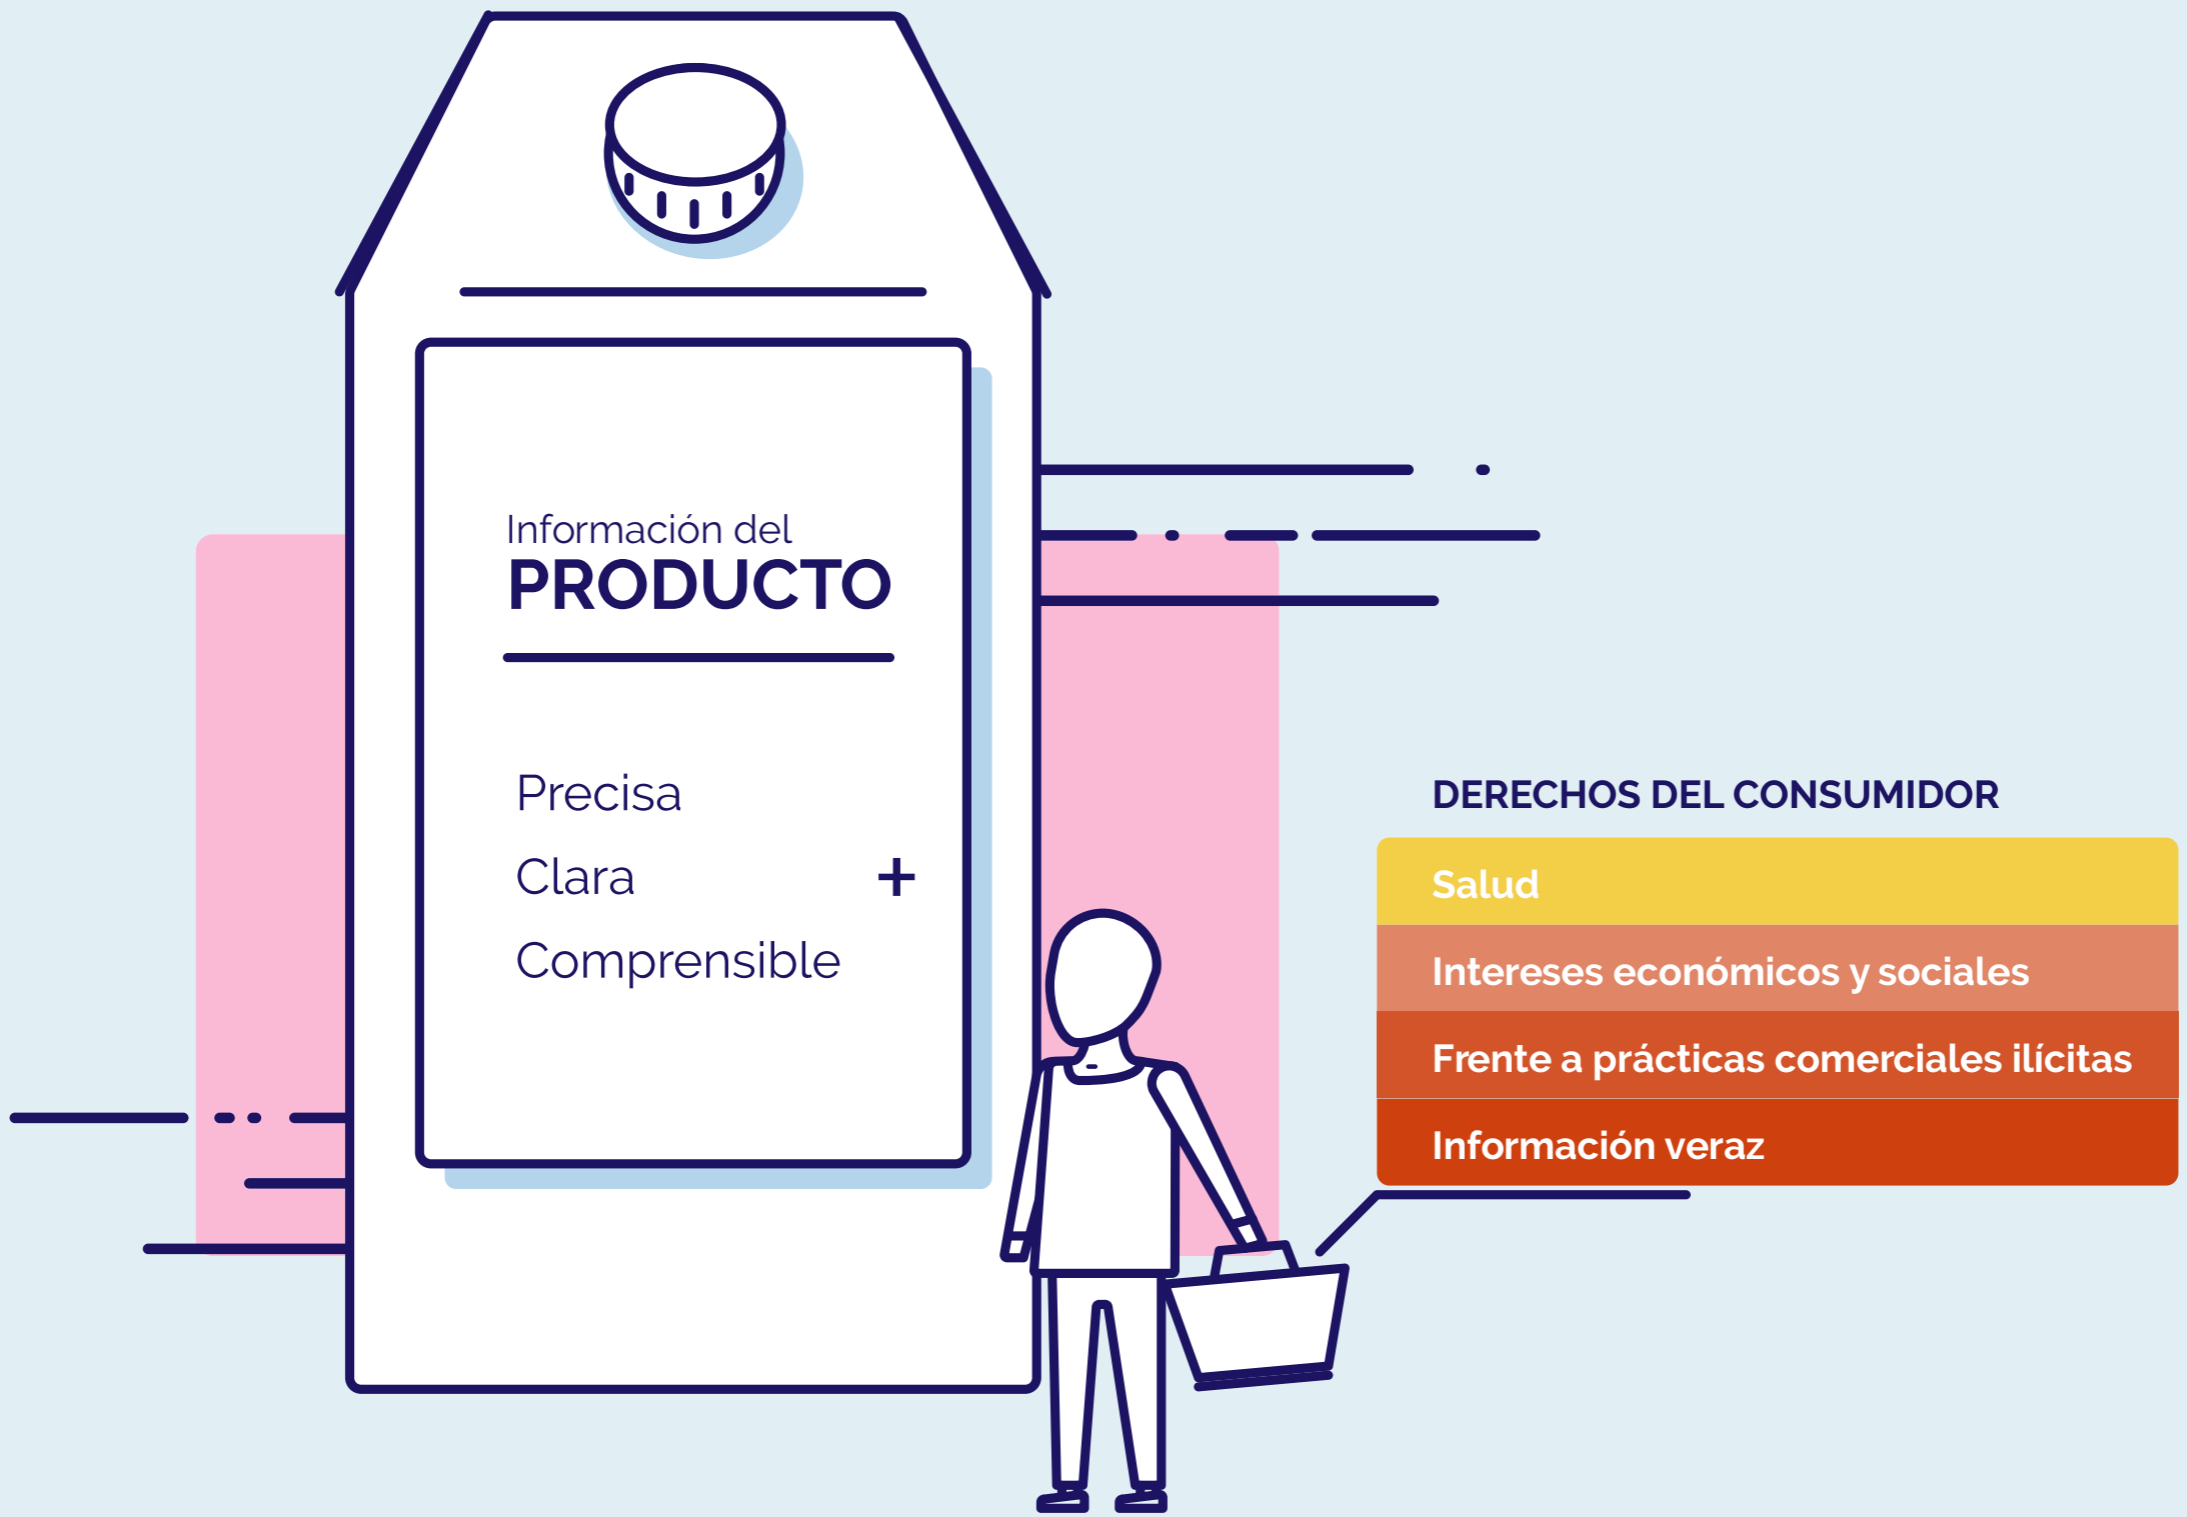 Información del
PRODUCTO
Precisa
Clara +
Comprensible
DERECHOS DEL CONSUMIDOR
Salud
Intereses económicos y sociales
Frente a prácticas comerciales ilícitas
Información veraz